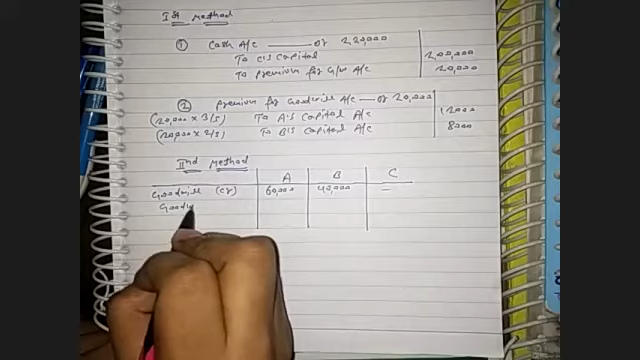 Ist Method
① Cash A/c ——— Dr 2,20,000
To C's Capital 2,00,000
To premium for G/w A/c 20,000
② Premium for Goodwill A/c — Dr 20,000
(20,000 × 3/5) To A's Capital A/c 12000
(20,000 × 2/5) To B's Capital A/c 8000
IInd Method
A B C
Goodwill (Cr) 60,000 40,000 —
Goodw